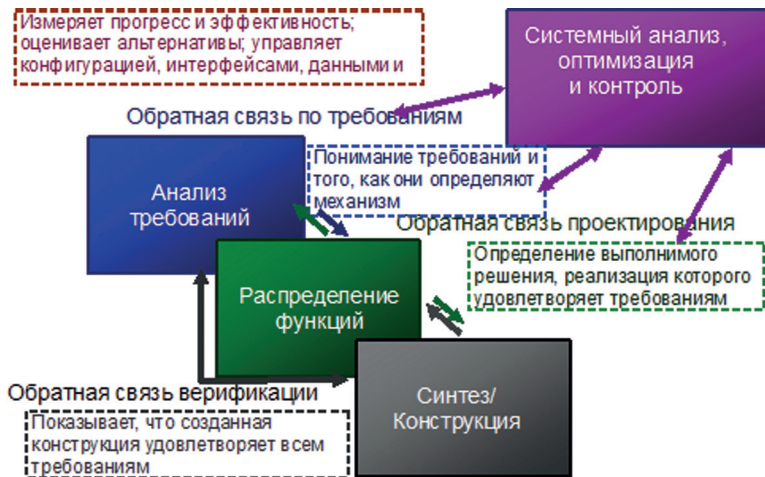 Измеряет прогресс и эффективность;
оценивает альтернативы; управляет
конфигурацией, интерфейсами, данными и
Системный анализ,
оптимизация
и контроль
Обратная связь по требованиям
Анализ
требований
Понимание требований и
того, как они определяют
механизм
Обратная связь проектирования
Определение выполнимого
решения, реализация которого
удовлетворяет требованиям
Распределение
функций
Обратная связь верификации
Показывает, что созданная
конструкция удовлетворяет всем
требованиям
Синтез/
Конструкция